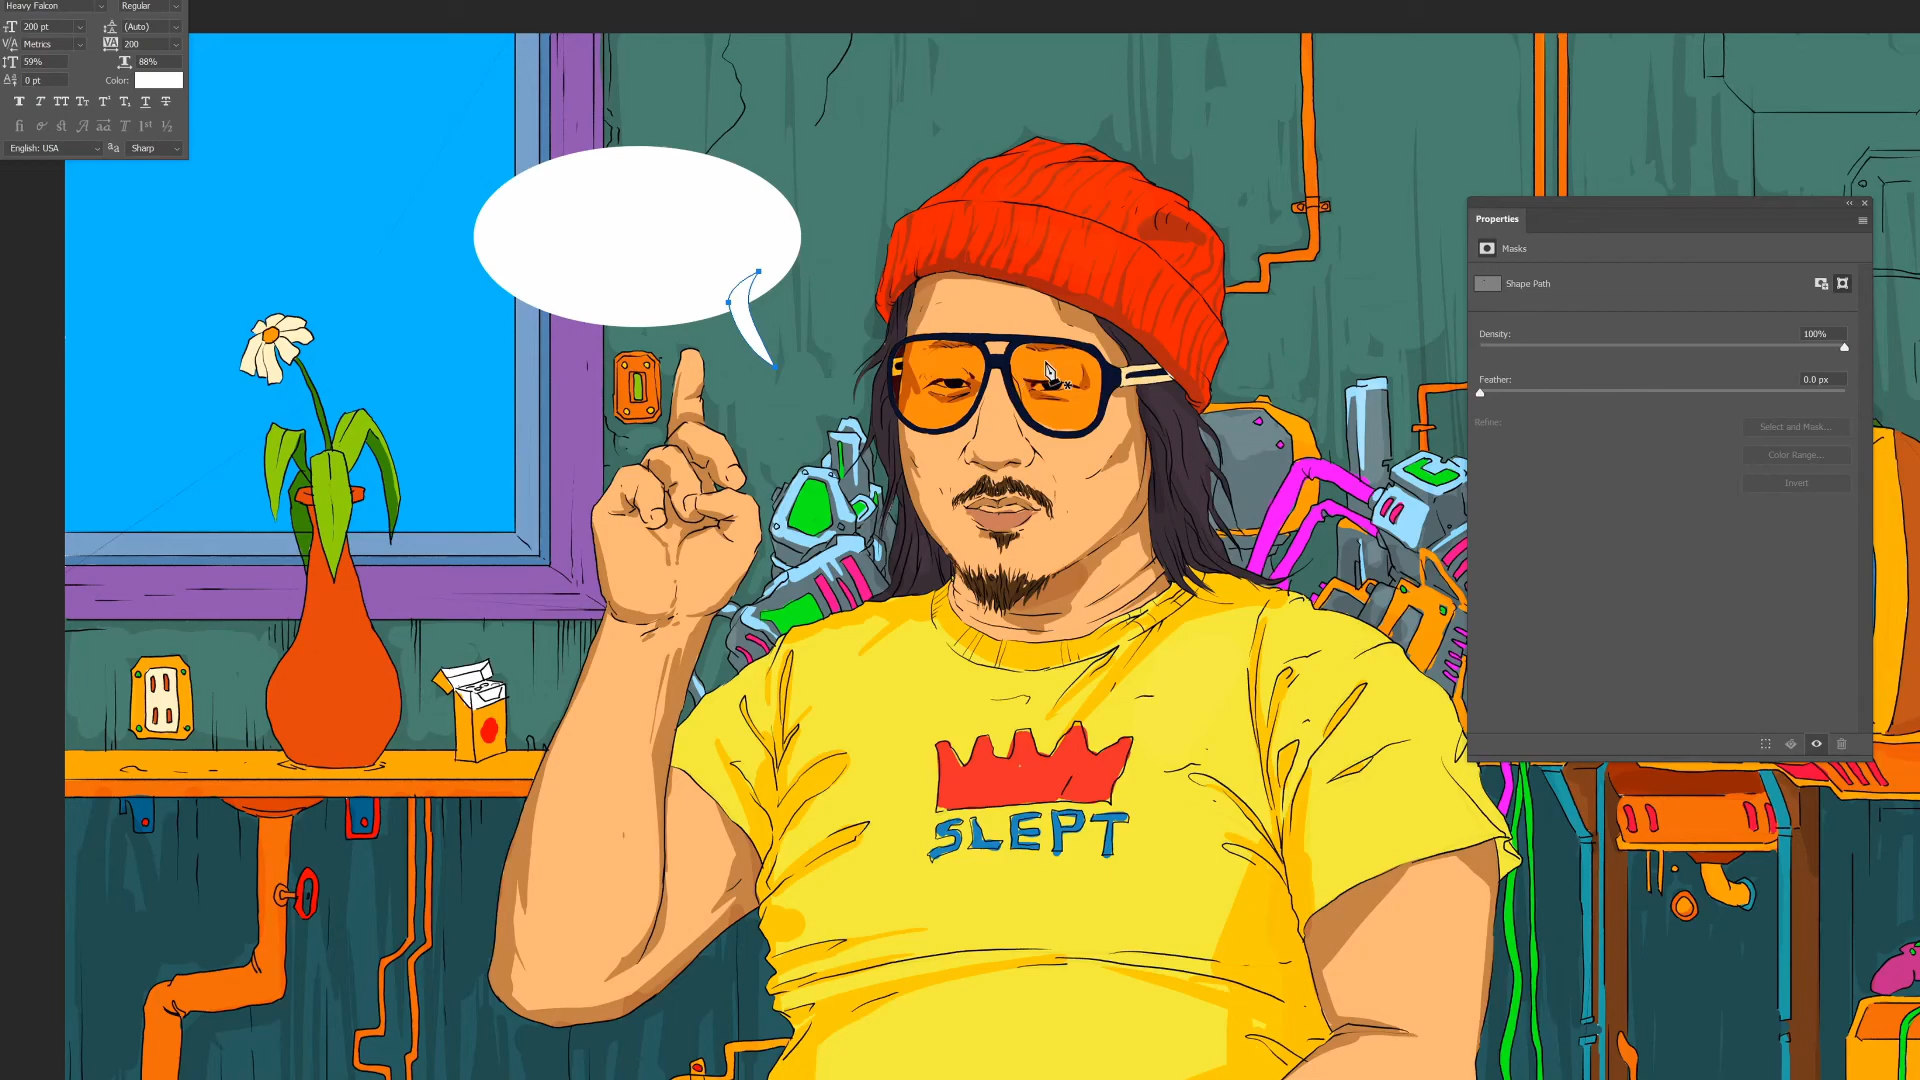 Heavy Falcon Regular
200 pt (Auto)
Metrics 200
59% 88%
0 pt Color:
English: USA Sharp
Properties
Masks
Shape Path
Density: 100%
Feather: 0.0 px
Refine: Select and Mask...
Color Range...
Invert
SLEPT